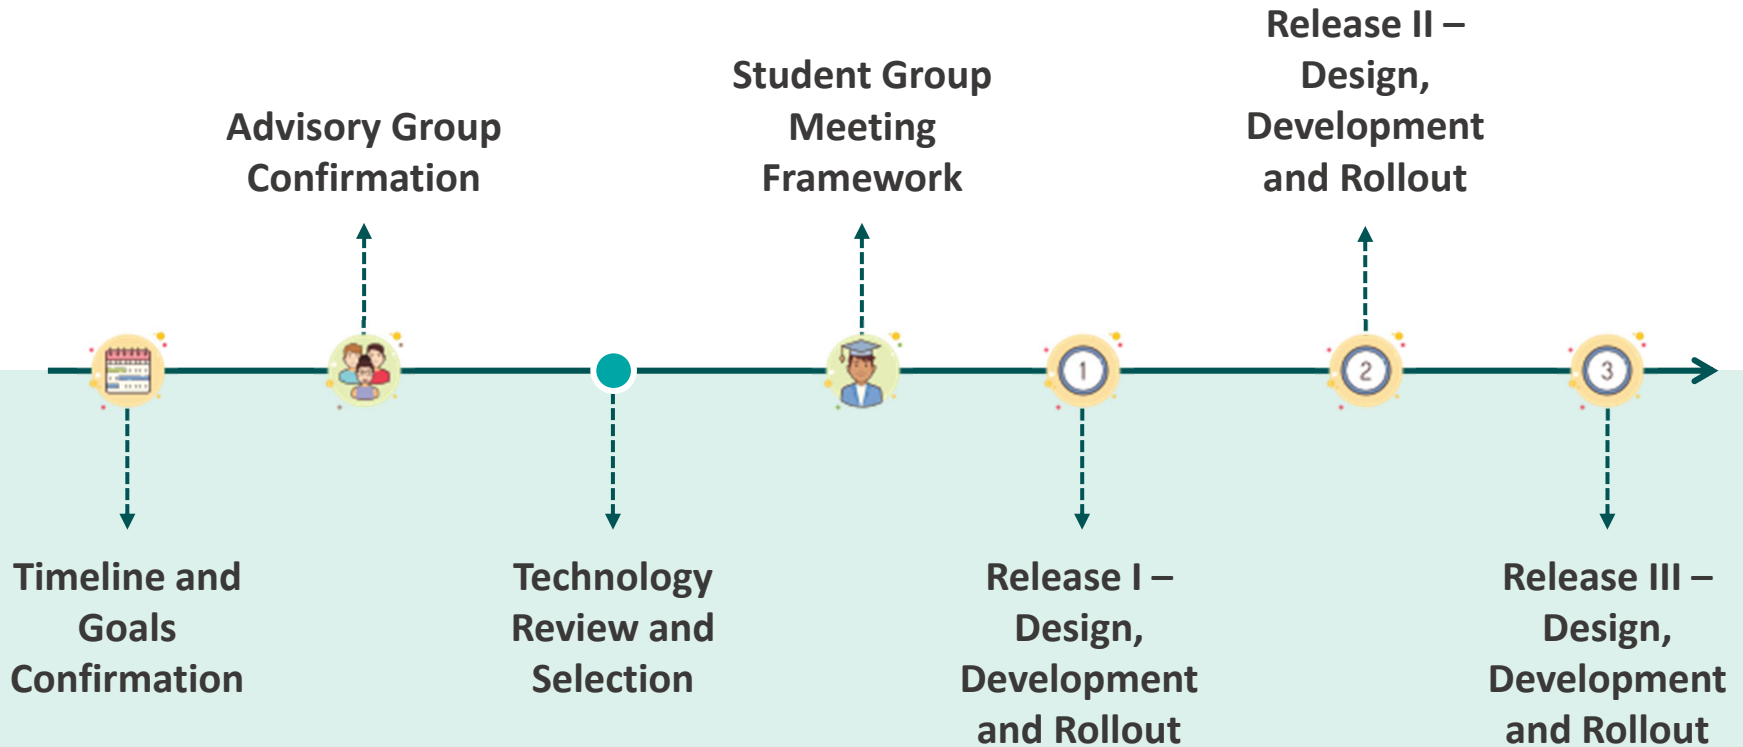 Timeline and
Goals
Confirmation
Advisory Group
Confirmation
Technology
Review and
Selection
Student Group
Meeting
Framework
1
Release I –
Design,
Development
and Rollout
Release II –
Design,
Development
and Rollout
2
3
Release III –
Design,
Development
and Rollout